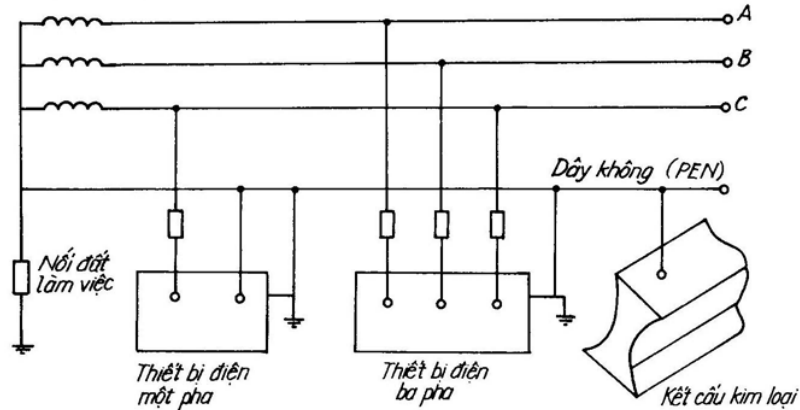 A
B
C
Dây không (PEN)
Nối đất
làm việc
Thiết bị điện
một pha
Thiết bị điện
ba pha
Kết cấu kim loại